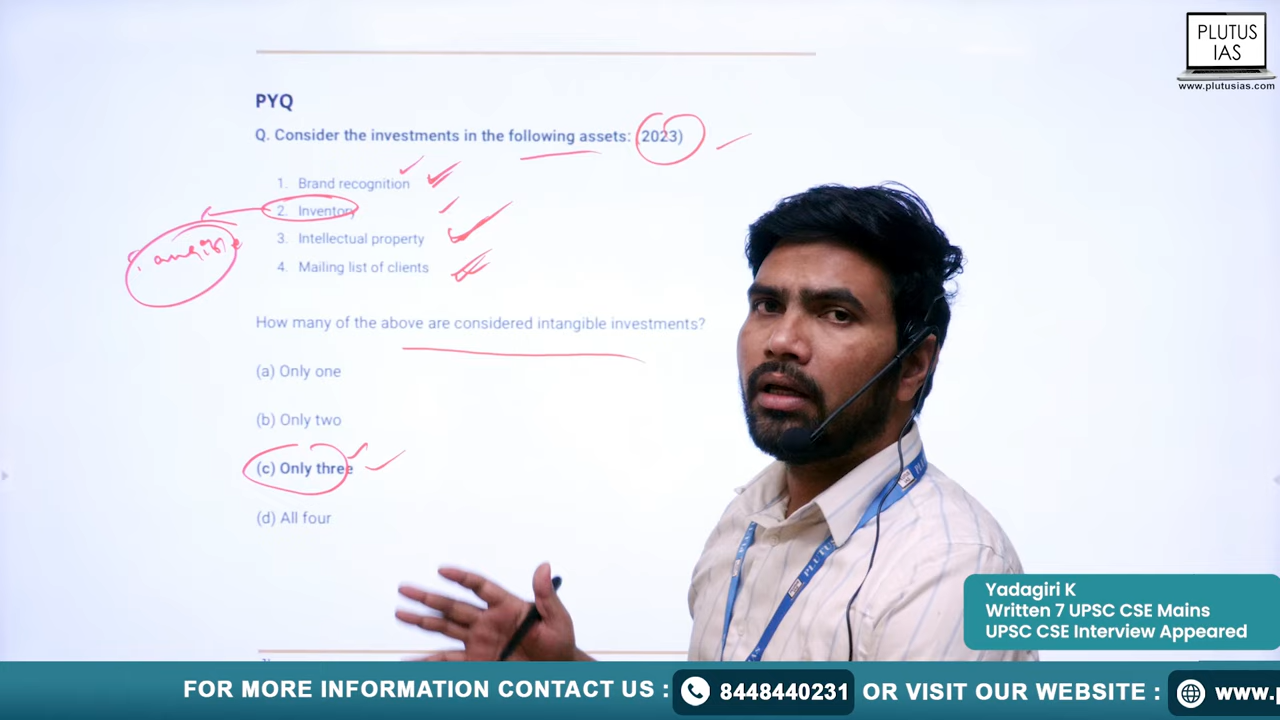 PLUTUS
IAS
www.plutusias.com
PYQ
Q. Consider the investments in the following assets: (2023)
1. Brand recognition
2. Inventory
3. Intellectual property
4. Mailing list of clients
Tangible
How many of the above are considered intangible investments?
(a) Only one
(b) Only two
(c) Only three
(d) All four
Yadagiri K
Written 7 UPSC CSE Mains
UPSC CSE Interview Appeared
FOR MORE INFORMATION CONTACT US : 8448440231 OR VISIT OUR WEBSITE : www.p